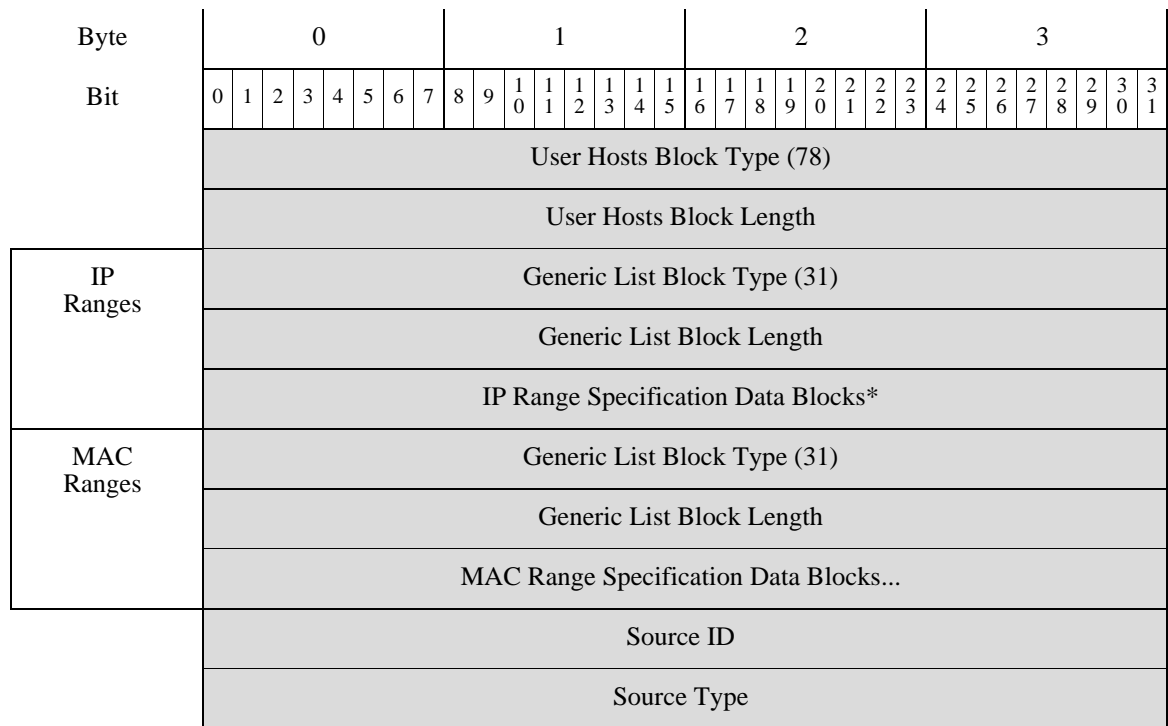 Byte 0 1 2 3
Bit 0 1 2 3 4 5 6 7 8 9 10 11 12 13 14 15 16 17 18 19 20 21 22 23 24 25 26 27 28 29 30 31
User Hosts Block Type (78)
User Hosts Block Length
IP
Ranges
Generic List Block Type (31)
Generic List Block Length
IP Range Specification Data Blocks*
MAC
Ranges
Generic List Block Type (31)
Generic List Block Length
MAC Range Specification Data Blocks...
Source ID
Source Type